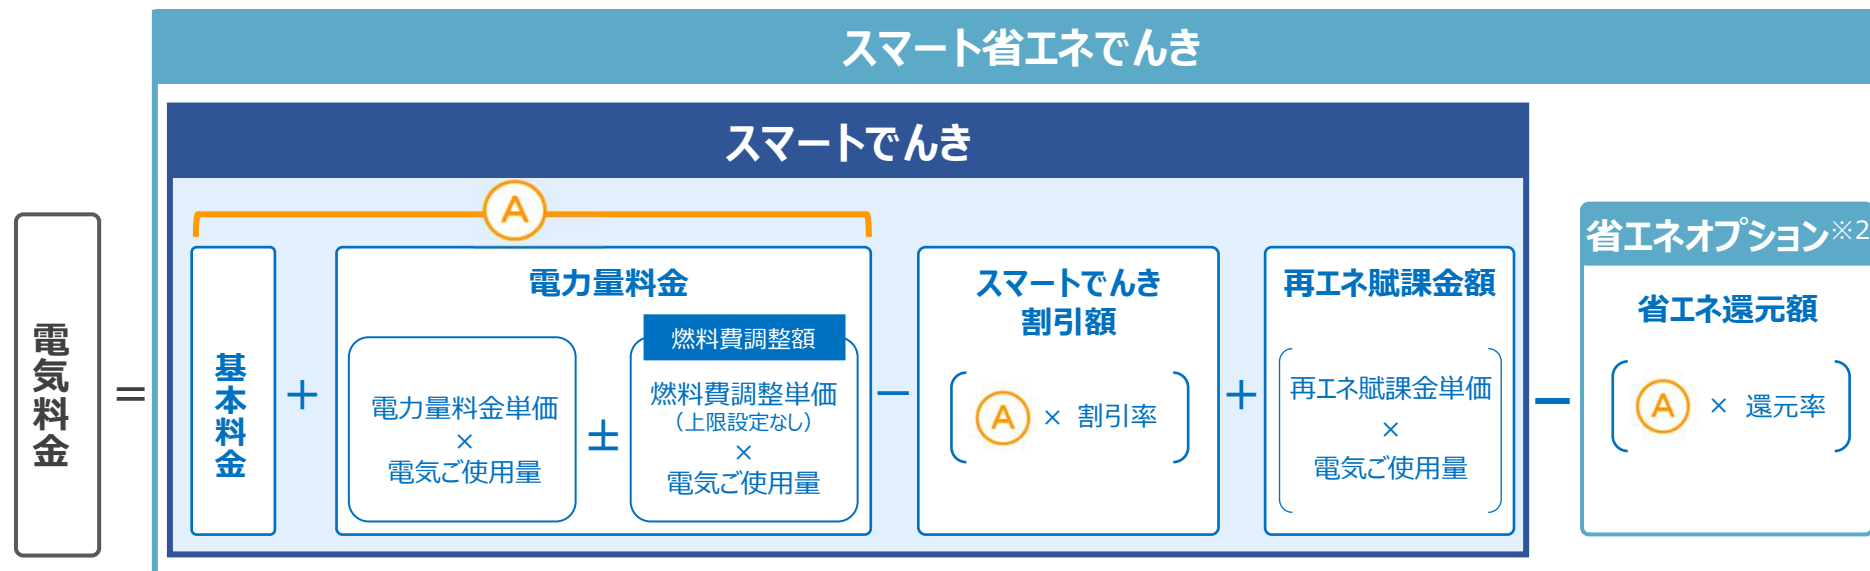 スマート省エネでんき
スマートでんき
A
電気料金
＝
基本料金
＋
電力量料金
電力量料金単価
×
電気ご使用量
±
燃料費調整額
燃料費調整単価
（上限設定なし）
×
電気ご使用量
－
スマートでんき
割引額
A × 割引率
＋
再エネ賦課金額
再エネ賦課金単価
×
電気ご使用量
－
省エネオプション※2
省エネ還元額
A × 還元率